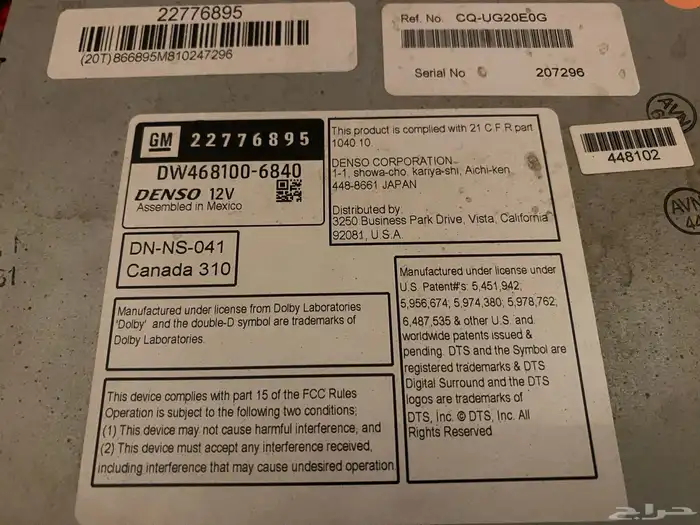 22776895
(20T)866895M810247296
Ref. No. CQ-UG20E0G
Serial No 207296
AVN
448102
AVN
GM 22776895
DW468100-6840
DENSO 12V
Assembled in Mexico
This product is complied with 21 C.F.R.part
1040.10.
DENSO CORPORATION
1-1, showa-cho, kariya-shi, Aichi-ken
448-8661 JAPAN
Distributed by:
3250 Business Park Drive, Vista, California
92081, U.S.A.
DN-NS-041
Canada 310
Manufactured under license from Dolby Laboratories
'Dolby' and the double-D symbol are trademarks of
Dolby Laboratories.
This device complies with part 15 of the FCC Rules
Operation is subject to the following two conditions;
(1) This device may not cause harmful interference, and
(2) This device must accept any interference received,
including interference that may cause undesired operation
Manufactured under license under
U.S. Patent#'s: 5,451,942;
5,956,674; 5,974,380; 5,978,762;
6,487,535 & other U.S. and
worldwide patents issued &
pending. DTS and the Symbol are
registered trademarks & DTS
Digital Surround and the DTS
logos are trademarks of
DTS, Inc. © DTS, Inc. All
Rights Reserved.
حراج